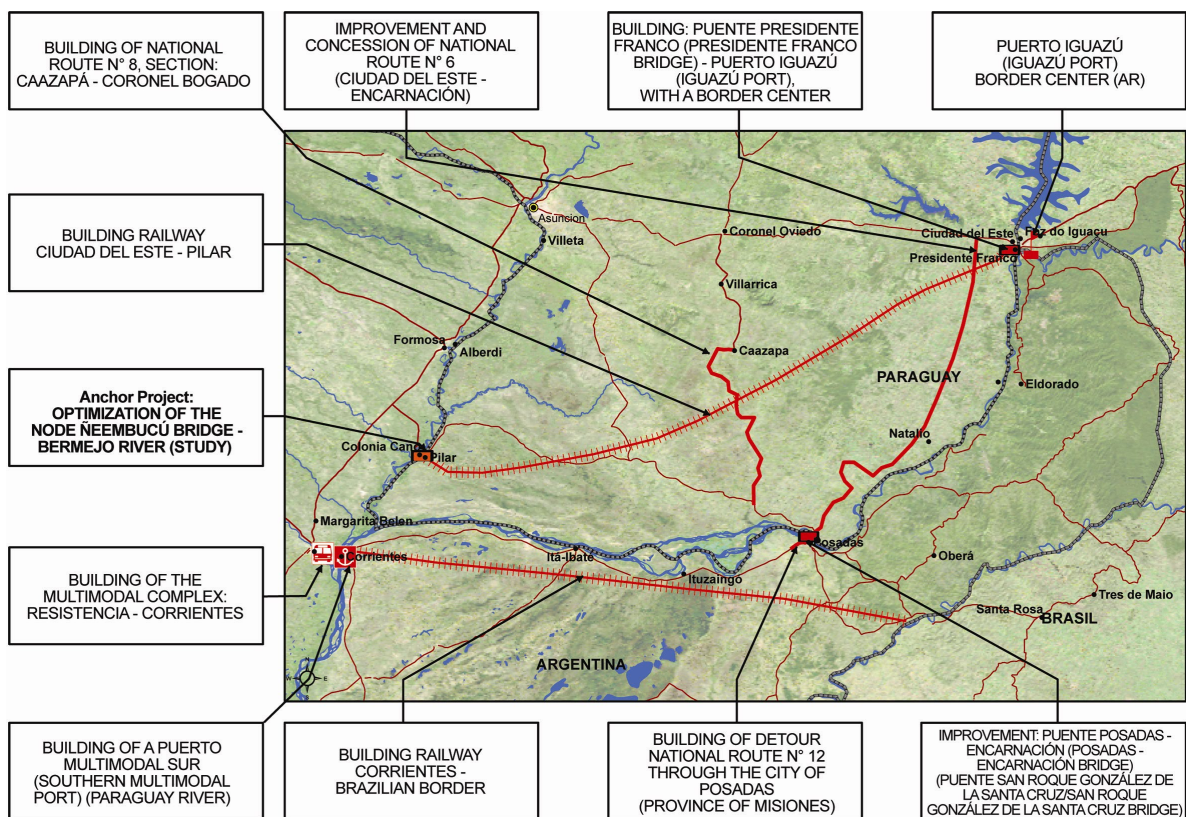 BUILDING OF NATIONAL
ROUTE N° 8, SECTION:
CAAZAPÁ - CORONEL BOGADO
IMPROVEMENT AND
CONCESSION OF NATIONAL
ROUTE N° 6
(CIUDAD DEL ESTE -
ENCARNACIÓN)
BUILDING: PUENTE PRESIDENTE
FRANCO (PRESIDENTE FRANCO
BRIDGE) - PUERTO IGUAZÚ
(IGUAZÚ PORT),
WITH A BORDER CENTER
PUERTO IGUAZÚ
(IGUAZÚ PORT)
BORDER CENTER (AR)
BUILDING RAILWAY
CIUDAD DEL ESTE - PILAR
Anchor Project:
OPTIMIZATION OF THE
NODE ÑEEMBUCÚ BRIDGE -
BERMEJO RIVER (STUDY)
BUILDING OF THE
MULTIMODAL COMPLEX:
RESISTENCIA - CORRIENTES
Asuncion
Villeta
Coronel Oviedo
Ciudad del Este
Foz do Iguaçu
Presidente Franco
Villarrica
Formosa
Alberdi
Caazapa
PARAGUAY
Eldorado
Natalio
Colonia Cano
Pilar
Margarita Belen
Corrientes
Itá-Ibate
Ituzaingo
Posadas
Oberá
Tres de Maio
Santa Rosa
BRASIL
ARGENTINA
N
W
E
BUILDING OF A PUERTO
MULTIMODAL SUR
(SOUTHERN MULTIMODAL
PORT) (PARAGUAY RIVER)
BUILDING RAILWAY
CORRIENTES -
BRAZILIAN BORDER
BUILDING OF DETOUR
NATIONAL ROUTE N° 12
THROUGH THE CITY OF
POSADAS
(PROVINCE OF MISIONES)
IMPROVEMENT: PUENTE POSADAS -
ENCARNACIÓN (POSADAS -
ENCARNACIÓN BRIDGE)
(PUENTE SAN ROQUE GONZÁLEZ DE
LA SANTA CRUZ/SAN ROQUE
GONZÁLEZ DE LA SANTA CRUZ BRIDGE)